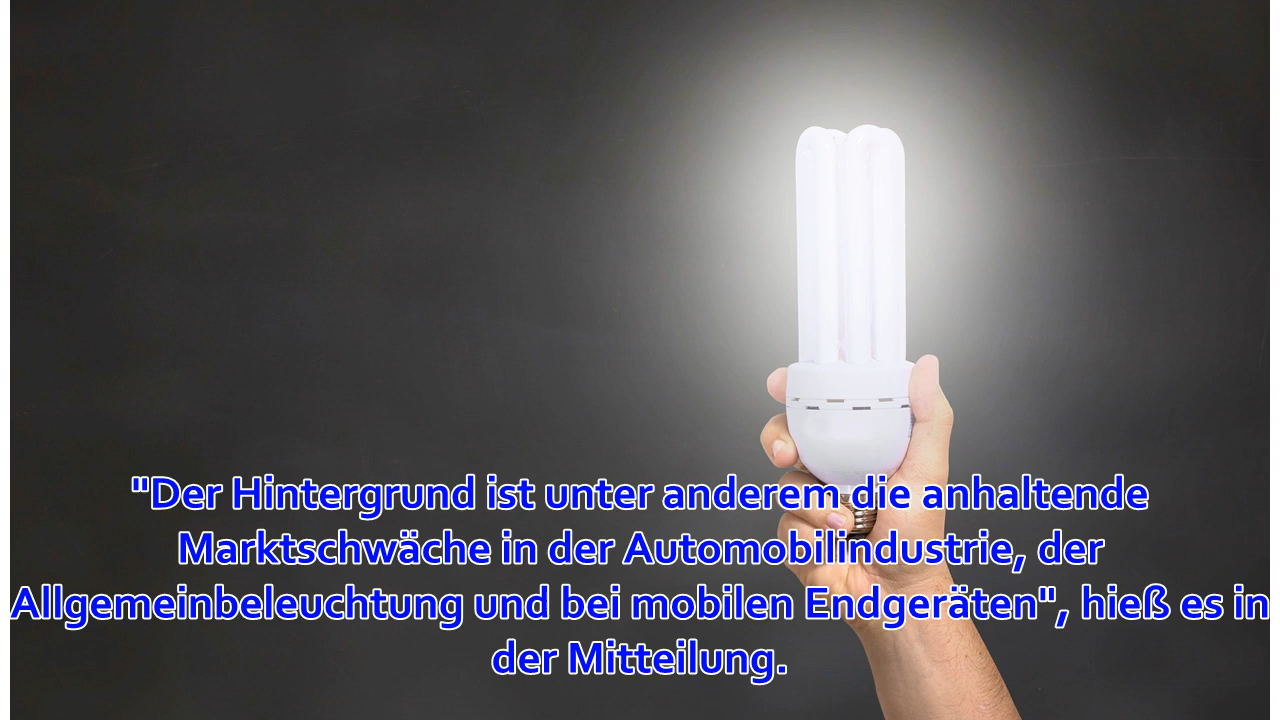 "Der Hintergrund ist unter anderem die anhaltende
Marktschwäche in der Automobilindustrie, der
Allgemeinbeleuchtung und bei mobilen Endgeräten", hieß es in
der Mitteilung.